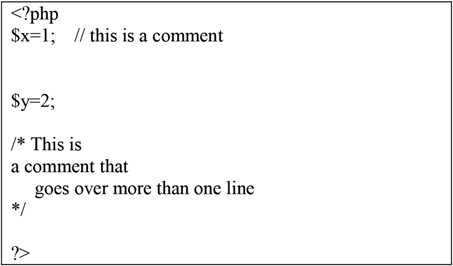 <?php
$x=1;    // this is a comment
$y=2;
/* This is
a comment that
goes over more than one line
*/
?>